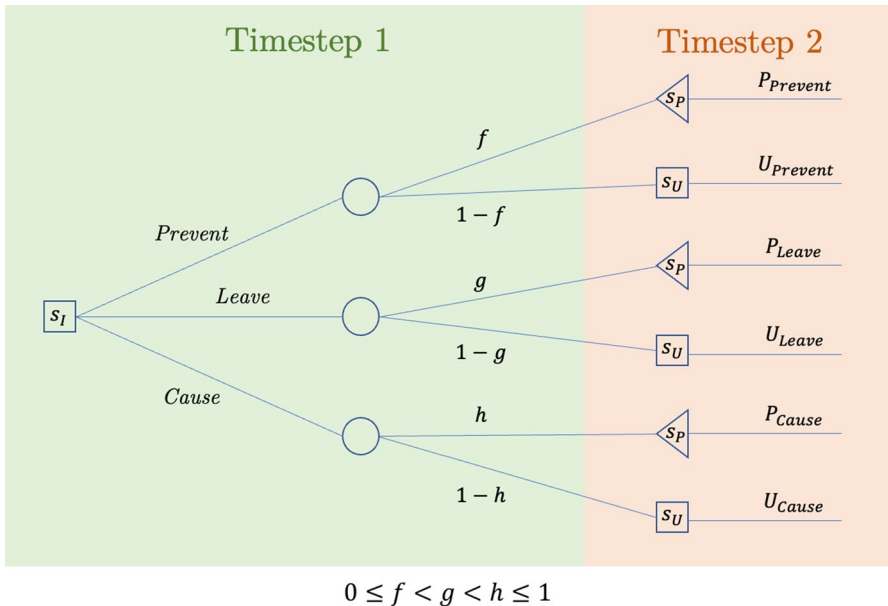 Timestep 1
Timestep 2
s_P
P_Prevent
f
s_U
U_Prevent
1 − f
Prevent
s_P
P_Leave
g
Leave
s_I
s_U
U_Leave
1 − g
Cause
s_P
P_Cause
h
1 − h
s_U
U_Cause
0 ≤ f < g < h ≤ 1